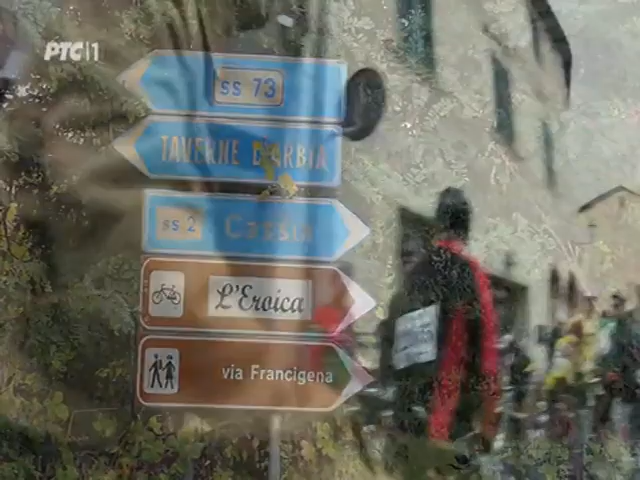 РТС 1
ss 73
TAVERNE D'ARBIA
ss 2 Cassia
L'Eroica
via Francigena